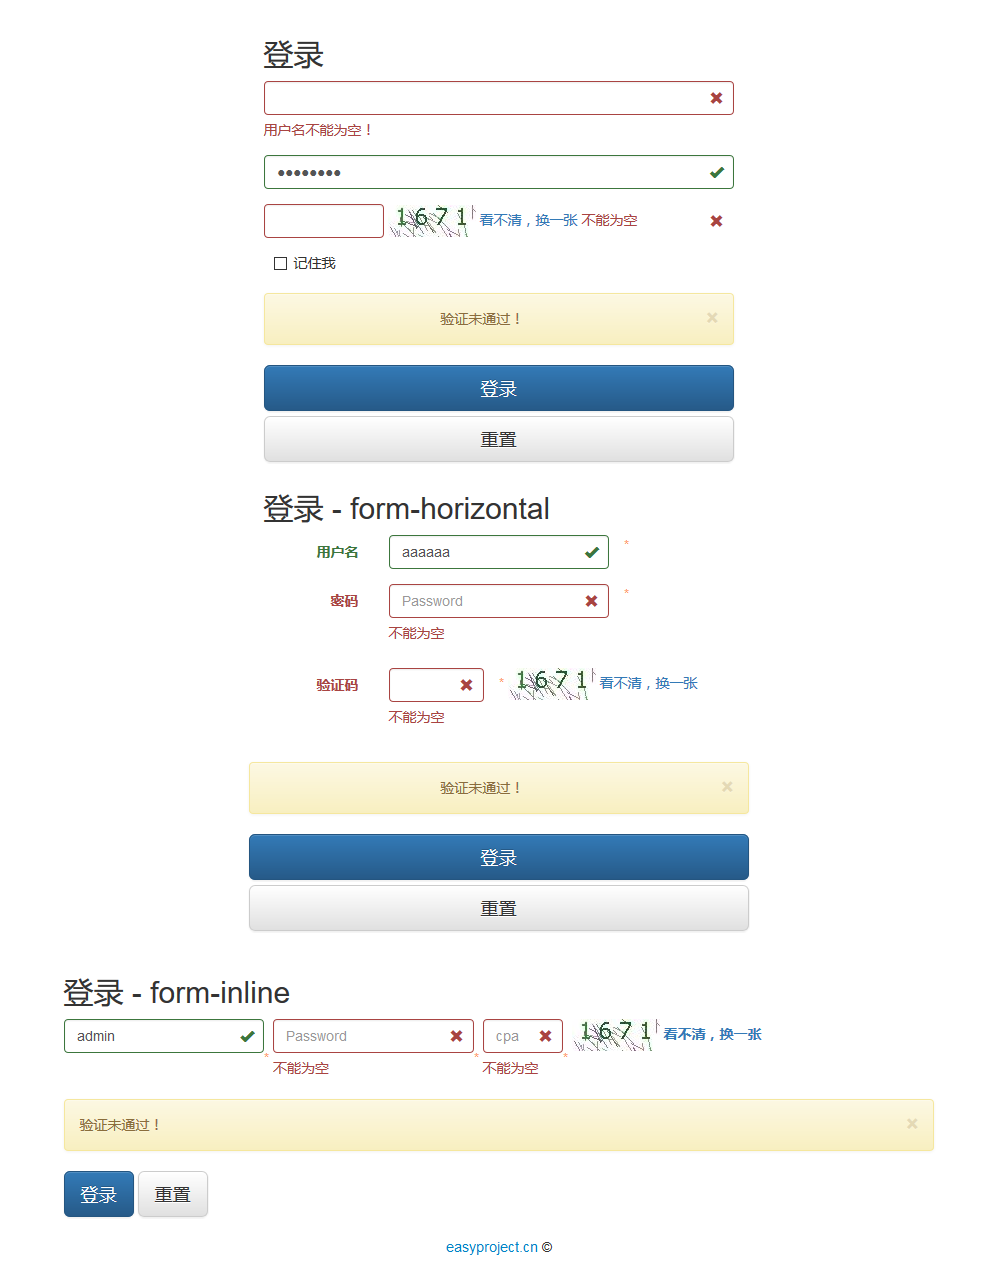 登录
用户名不能为空！
••••••••
1671 看不清，换一张 不能为空
记住我
验证未通过！
登录
重置
登录 - form-horizontal
用户名 aaaaaa *
密码 Password *
不能为空
验证码 * 1671 看不清，换一张
不能为空
验证未通过！
登录
重置
登录 - form-inline
admin * Password * cpa * 1671 看不清，换一张
不能为空 不能为空
验证未通过！
登录 重置
easyproject.cn ©